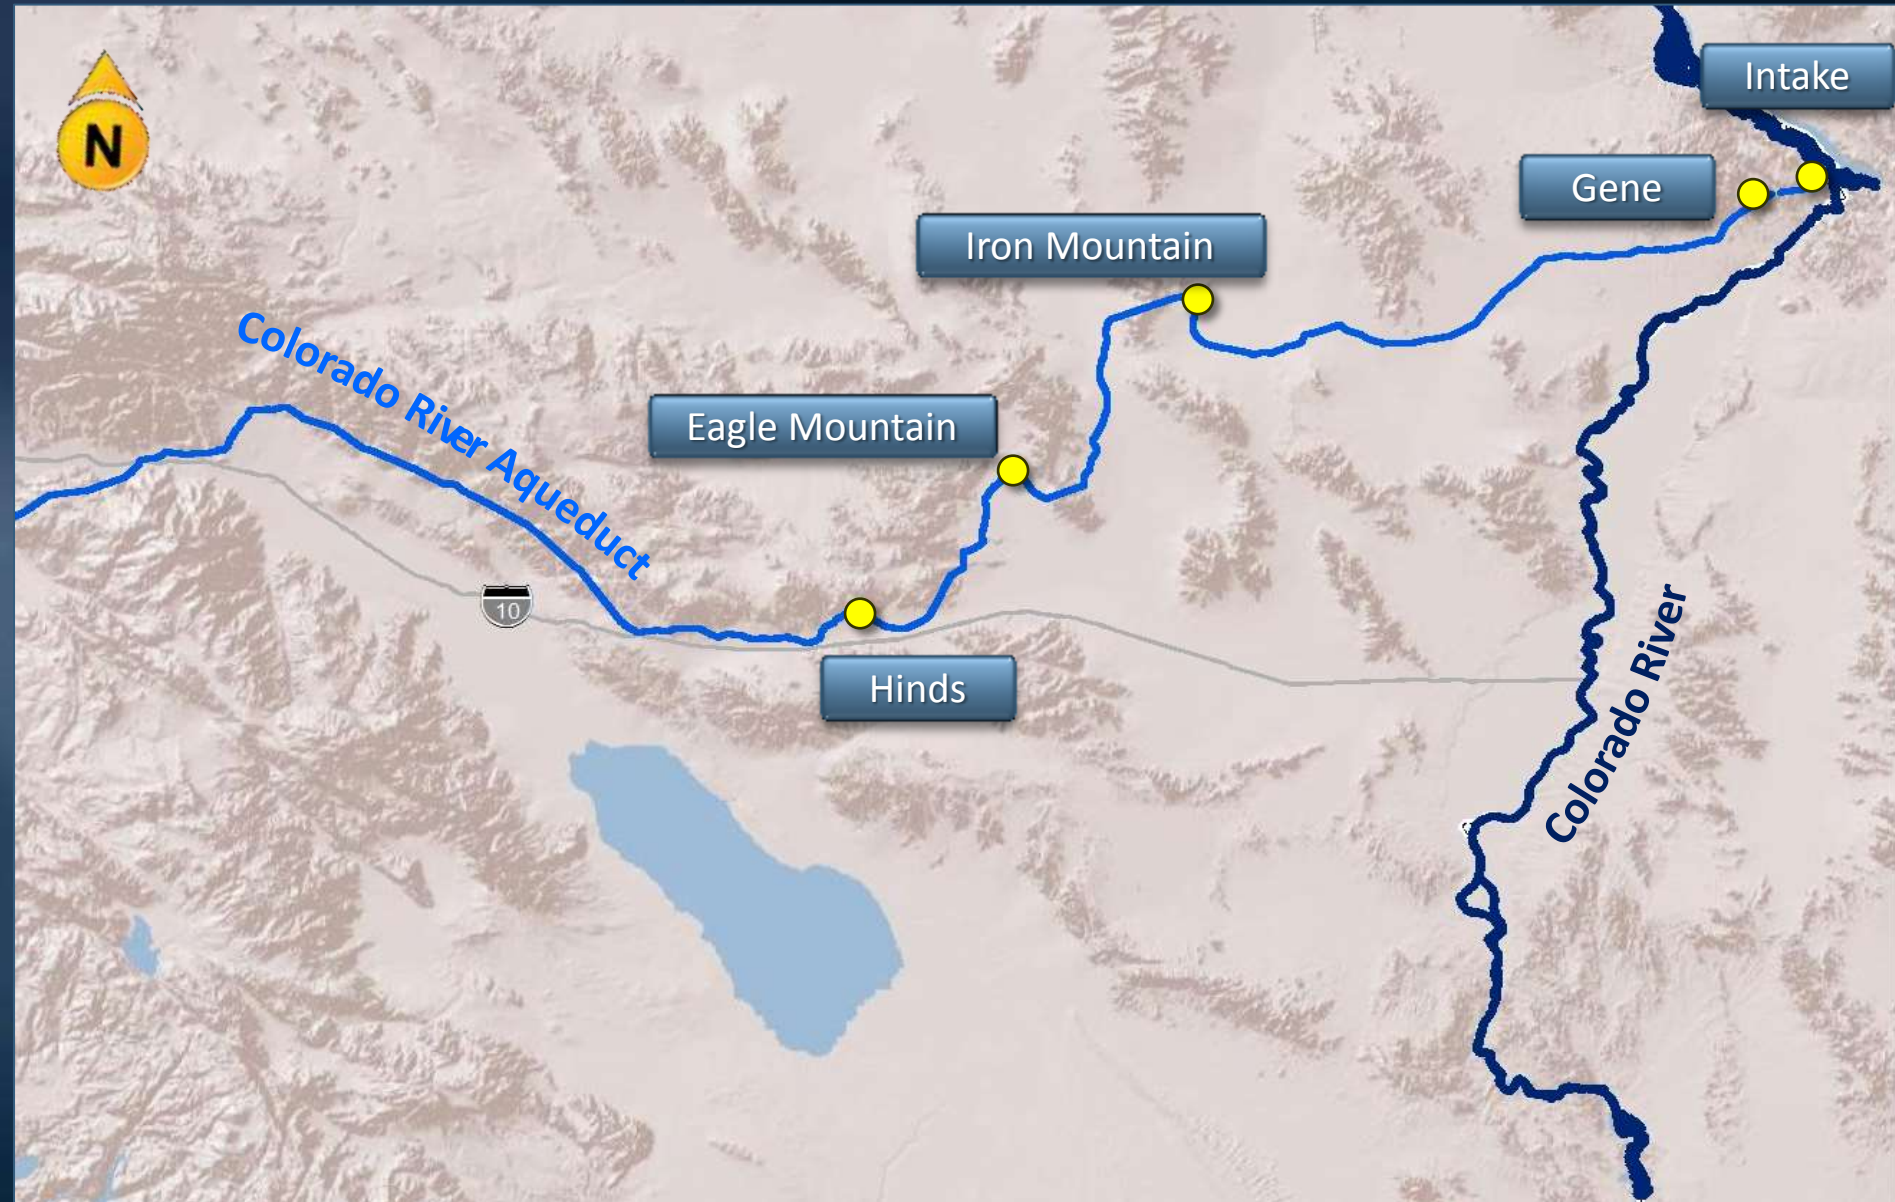 Intake
N
Gene
Iron Mountain
Colorado River Aqueduct
Eagle Mountain
10
Hinds
Colorado River